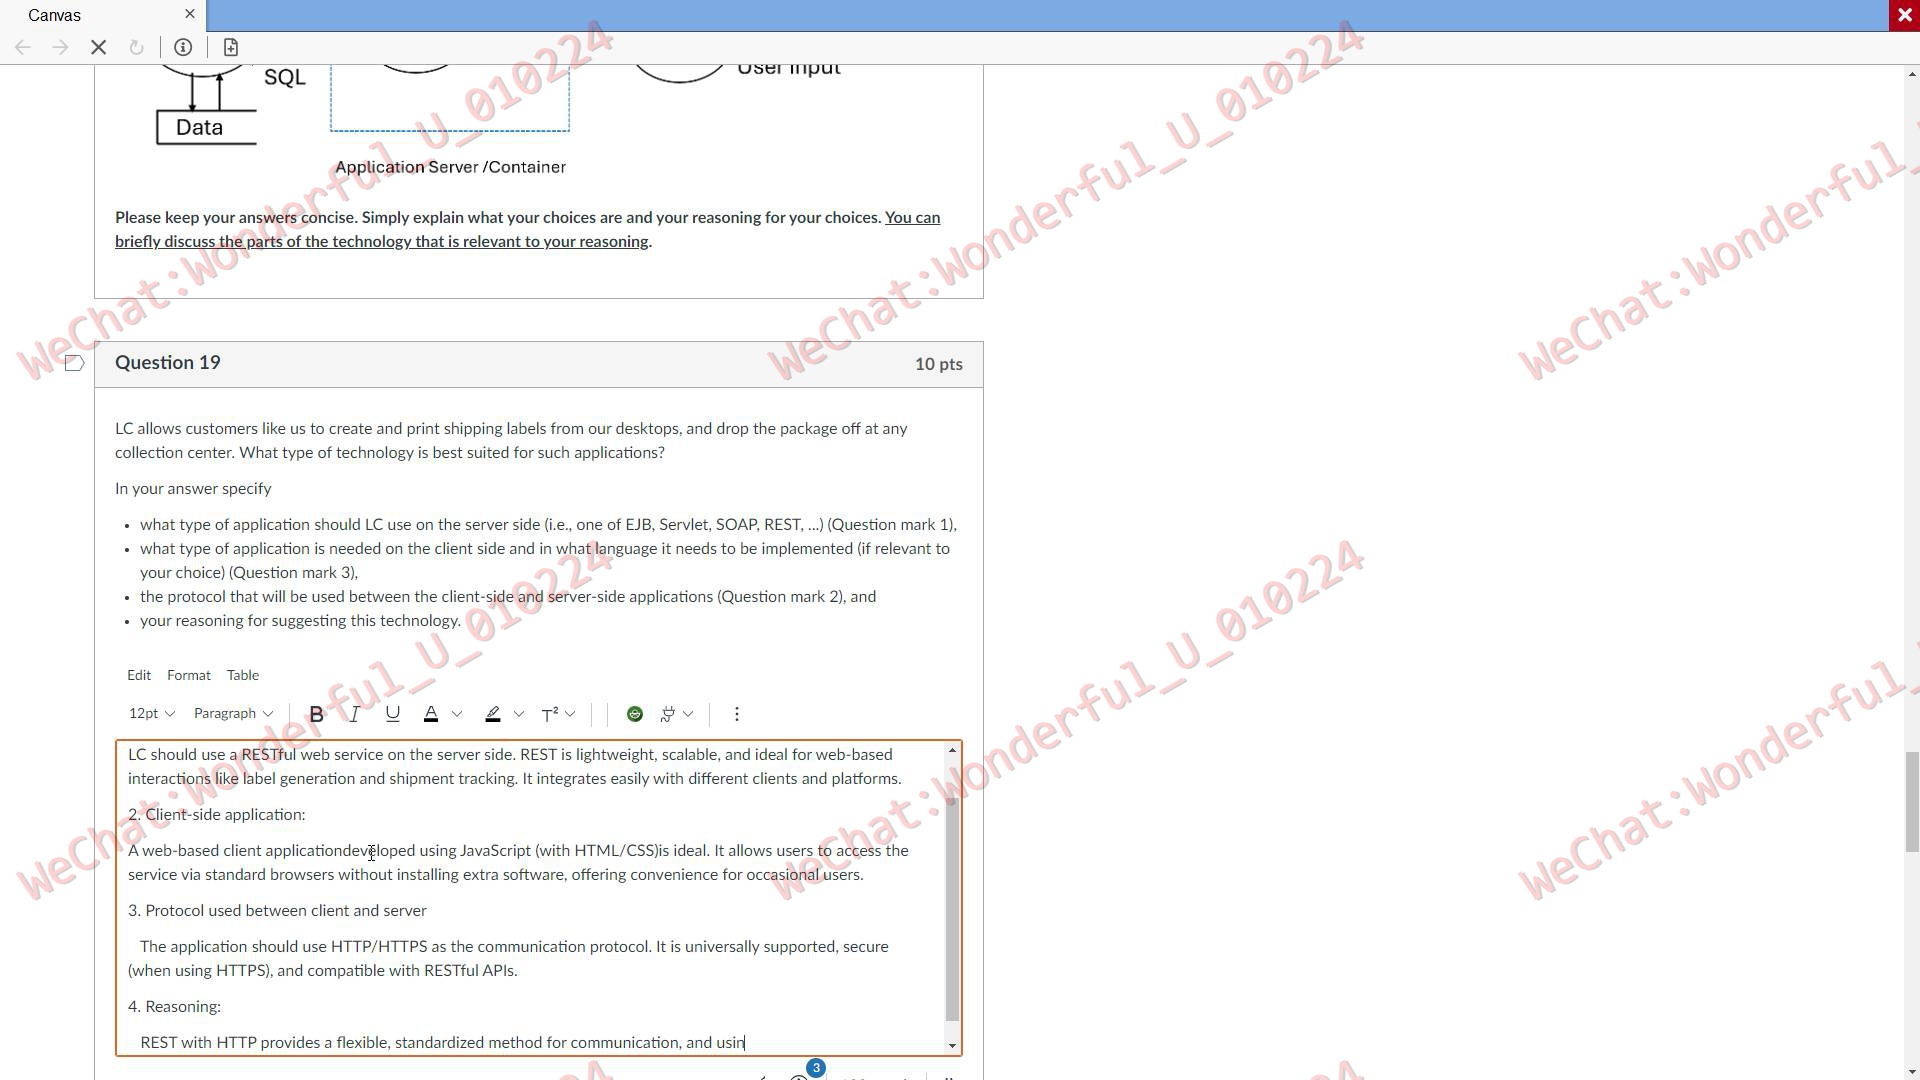 Canvas
SQL
User Input
Data
Application Server /Container
Please keep your answers concise. Simply explain what your choices are and your reasoning for your choices. You can
briefly discuss the parts of the technology that is relevant to your reasoning.
Question 19
10 pts
LC allows customers like us to create and print shipping labels from our desktops, and drop the package off at any
collection center. What type of technology is best suited for such applications?
In your answer specify
• what type of application should LC use on the server side (i.e., one of EJB, Servlet, SOAP, REST, ...) (Question mark 1),
• what type of application is needed on the client side and in what language it needs to be implemented (if relevant to
your choice) (Question mark 3),
• the protocol that will be used between the client-side and server-side applications (Question mark 2), and
• your reasoning for suggesting this technology.
Edit Format Table
12pt Paragraph B I U A T²
LC should use a RESTful web service on the server side. REST is lightweight, scalable, and ideal for web-based
interactions like label generation and shipment tracking. It integrates easily with different clients and platforms.
2. Client-side application:
A web-based client applicationdeveloped using JavaScript (with HTML/CSS)is ideal. It allows users to access the
service via standard browsers without installing extra software, offering convenience for occasional users.
3. Protocol used between client and server
The application should use HTTP/HTTPS as the communication protocol. It is universally supported, secure
(when using HTTPS), and compatible with RESTful APIs.
4. Reasoning:
REST with HTTP provides a flexible, standardized method for communication, and usin
3
WeChat:Wonderful_U_010224
WeChat:Wonderful_U_010224
WeChat:Wonderful_
WeChat:Wonderful_U_010224
WeChat:Wonderful_U_010224
WeChat:Wonderful_